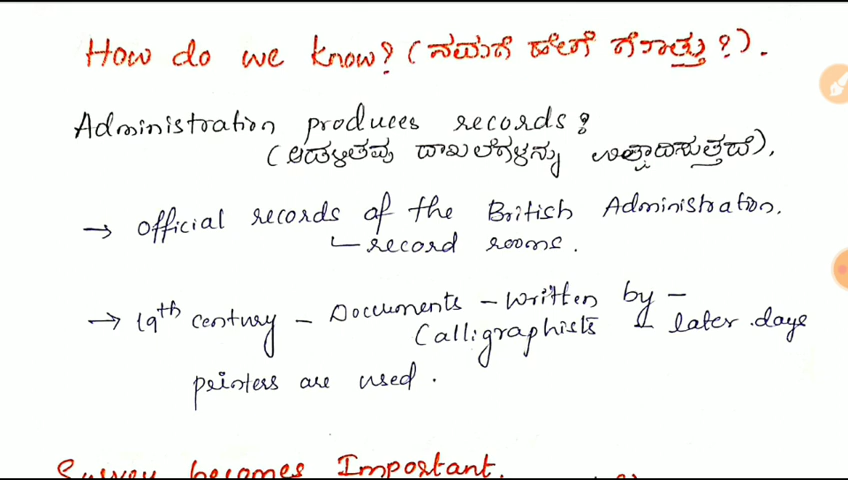 How do we know? (ನಮಗೆ ಹೇಗೆ ಗೊತ್ತು?).
Administration produces records?
(ಆಡಳಿತವು ದಾಖಲೆಗಳನ್ನು ಉತ್ಪಾದಿಸುತ್ತದೆ),
→ official records of the British Administration.
└ record rooms.
→ 19th century – Documents – written by –
Calligraphists – later days
printers are used.
Survey becomes Important.